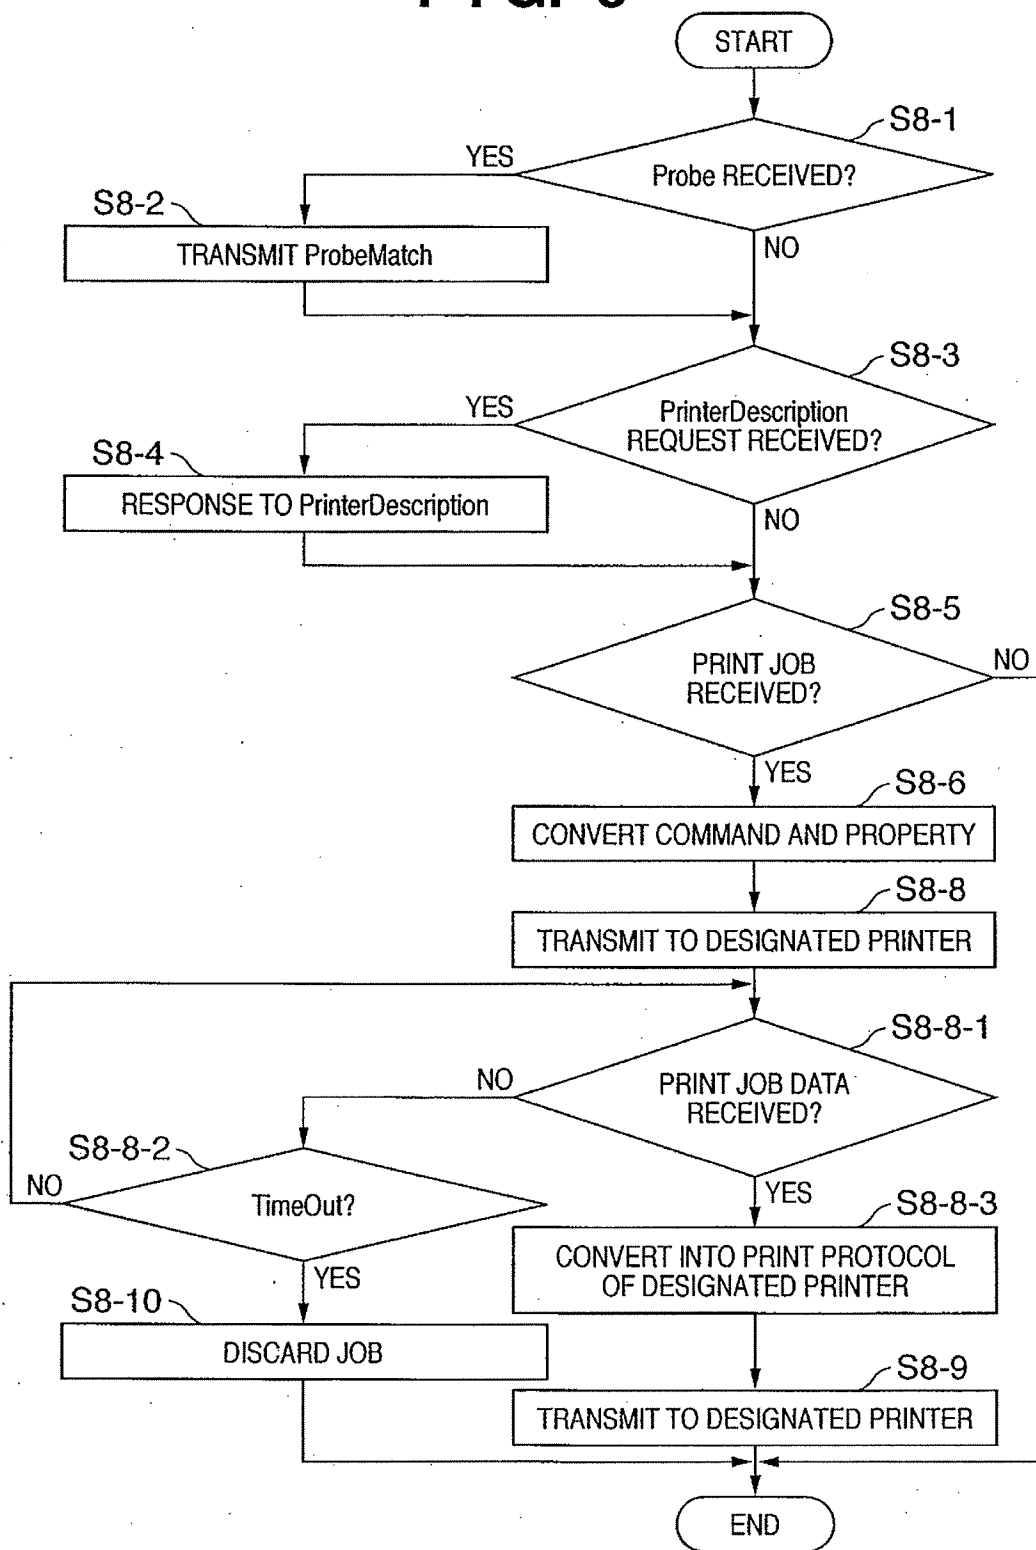 START
S8-1
YES
Probe RECEIVED?
S8-2
TRANSMIT ProbeMatch
NO
S8-3
YES
PrinterDescription
REQUEST RECEIVED?
S8-4
RESPONSE TO PrinterDescription
NO
S8-5
PRINT JOB
RECEIVED?
NO
YES
S8-6
CONVERT COMMAND AND PROPERTY
S8-8
TRANSMIT TO DESIGNATED PRINTER
S8-8-1
NO
PRINT JOB DATA
RECEIVED?
S8-8-2
NO
TimeOut?
YES
S8-8-3
CONVERT INTO PRINT PROTOCOL
OF DESIGNATED PRINTER
YES
S8-10
DISCARD JOB
S8-9
TRANSMIT TO DESIGNATED PRINTER
END